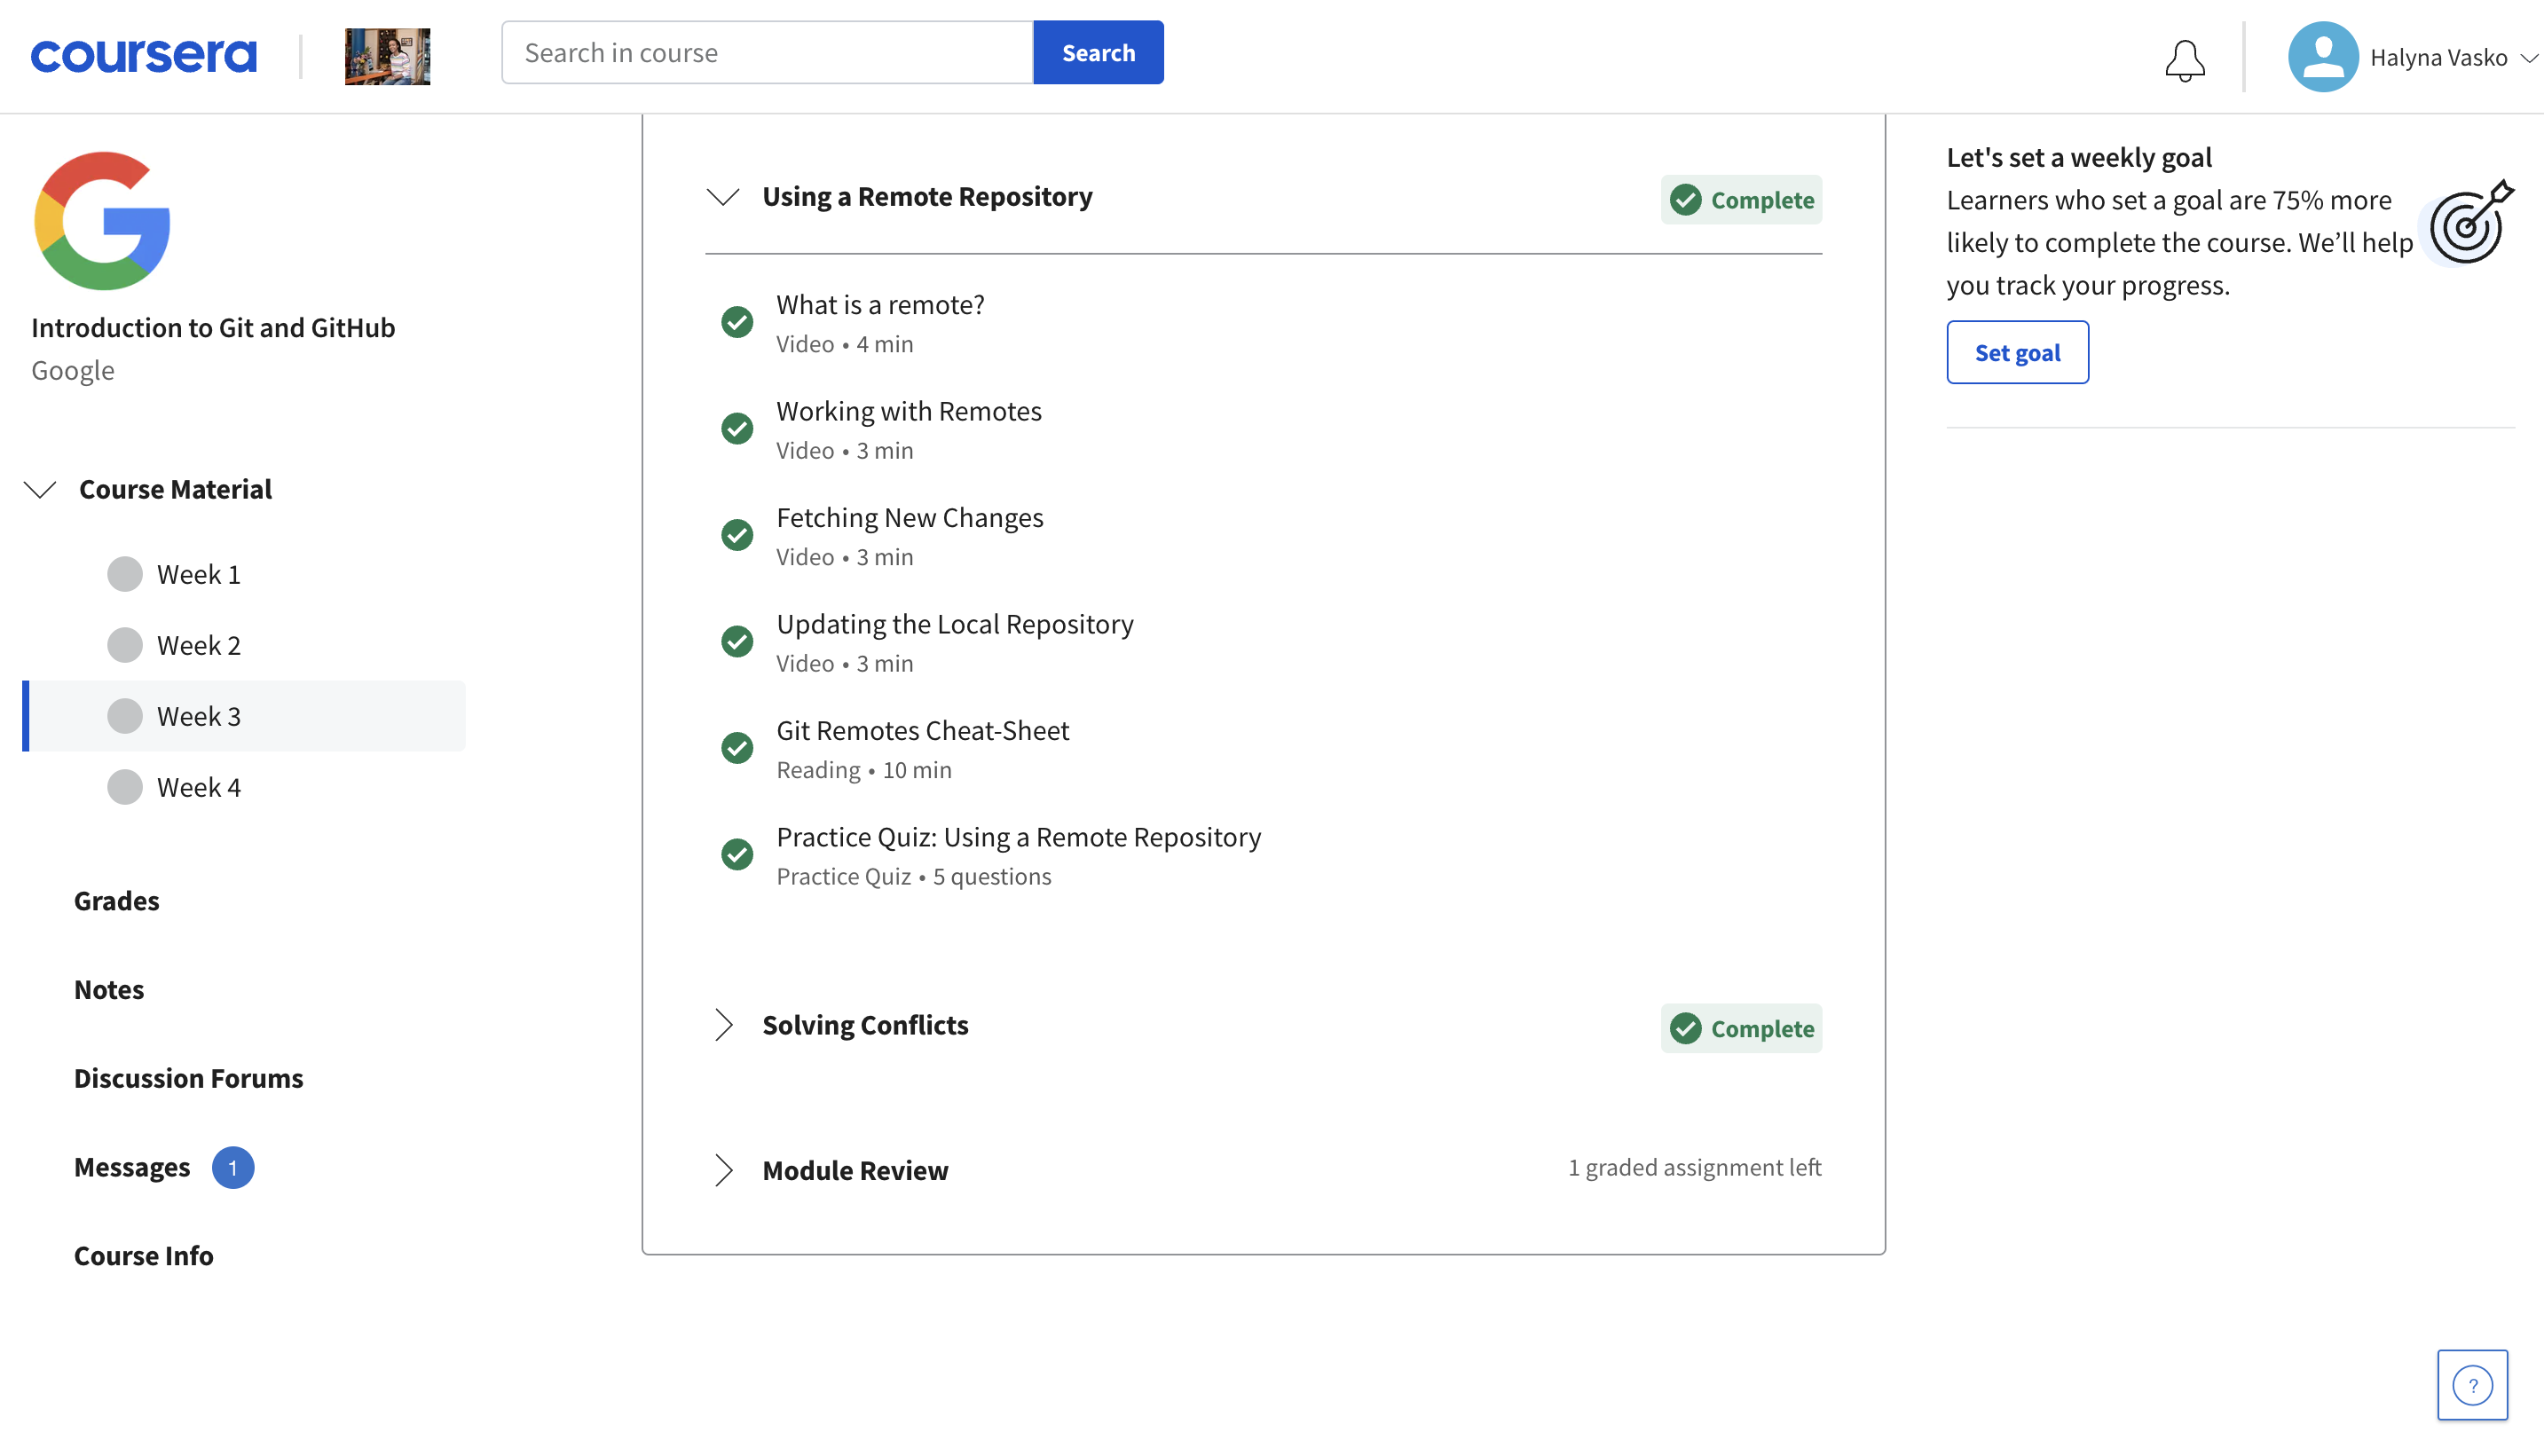 coursera
Search in course
Search
Halyna Vasko
Introduction to Git and GitHub
Google
Course Material
Week 1
Week 2
Week 3
Week 4
Grades
Notes
Discussion Forums
Messages 1
Course Info
Using a Remote Repository
Complete
What is a remote?
Video • 4 min
Working with Remotes
Video • 3 min
Fetching New Changes
Video • 3 min
Updating the Local Repository
Video • 3 min
Git Remotes Cheat-Sheet
Reading • 10 min
Practice Quiz: Using a Remote Repository
Practice Quiz • 5 questions
Solving Conflicts
Complete
Module Review
1 graded assignment left
Let's set a weekly goal
Learners who set a goal are 75% more
likely to complete the course. We’ll help
you track your progress.
Set goal
?